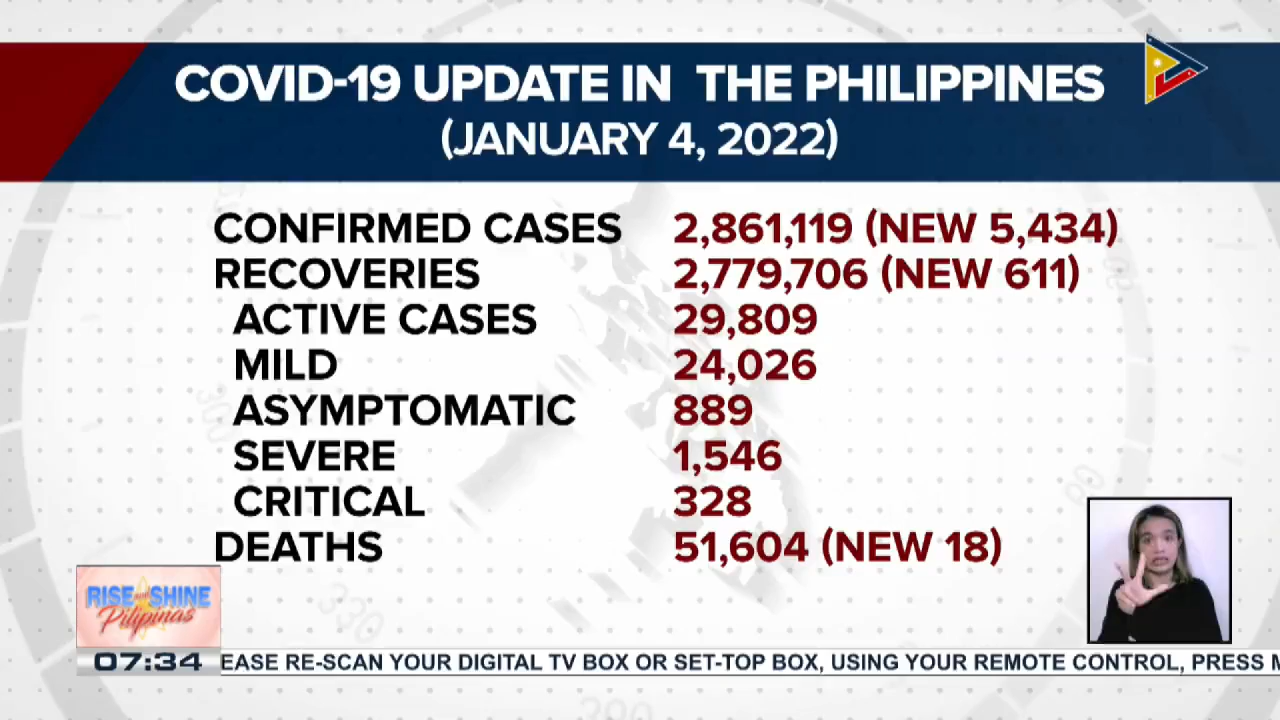 COVID-19 UPDATE IN THE PHILIPPINES
(JANUARY 4, 2022)
CONFIRMED CASES 2,861,119 (NEW 5,434)
RECOVERIES 2,779,706 (NEW 611)
ACTIVE CASES 29,809
MILD 24,026
ASYMPTOMATIC 889
SEVERE 1,546
CRITICAL 328
DEATHS 51,604 (NEW 18)
RISE and SHINE
Pilipinas
07:34 EASE RE-SCAN YOUR DIGITAL TV BOX OR SET-TOP BOX, USING YOUR REMOTE CONTROL, PRESS M
330